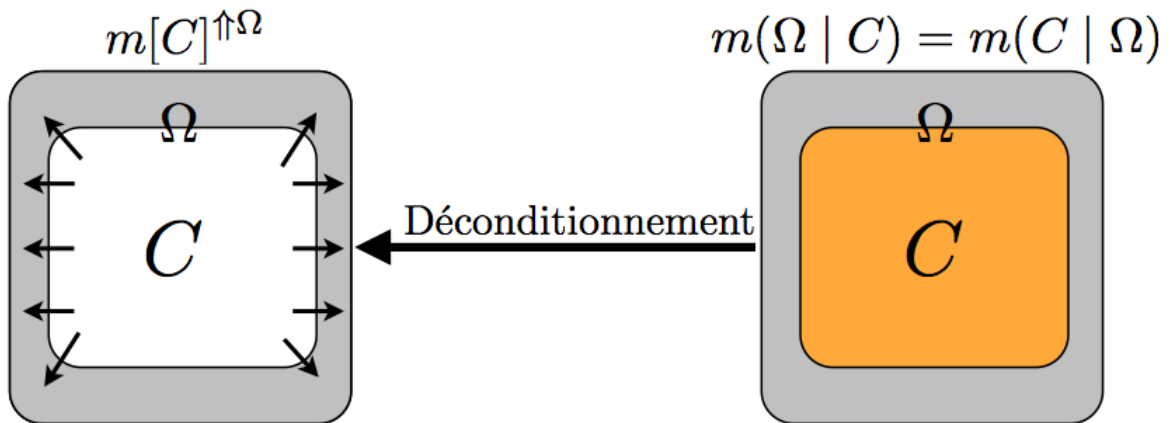 m[C]^{⇑Ω}
m(Ω | C) = m(C | Ω)
Ω
Ω
Déconditionnement
C
C